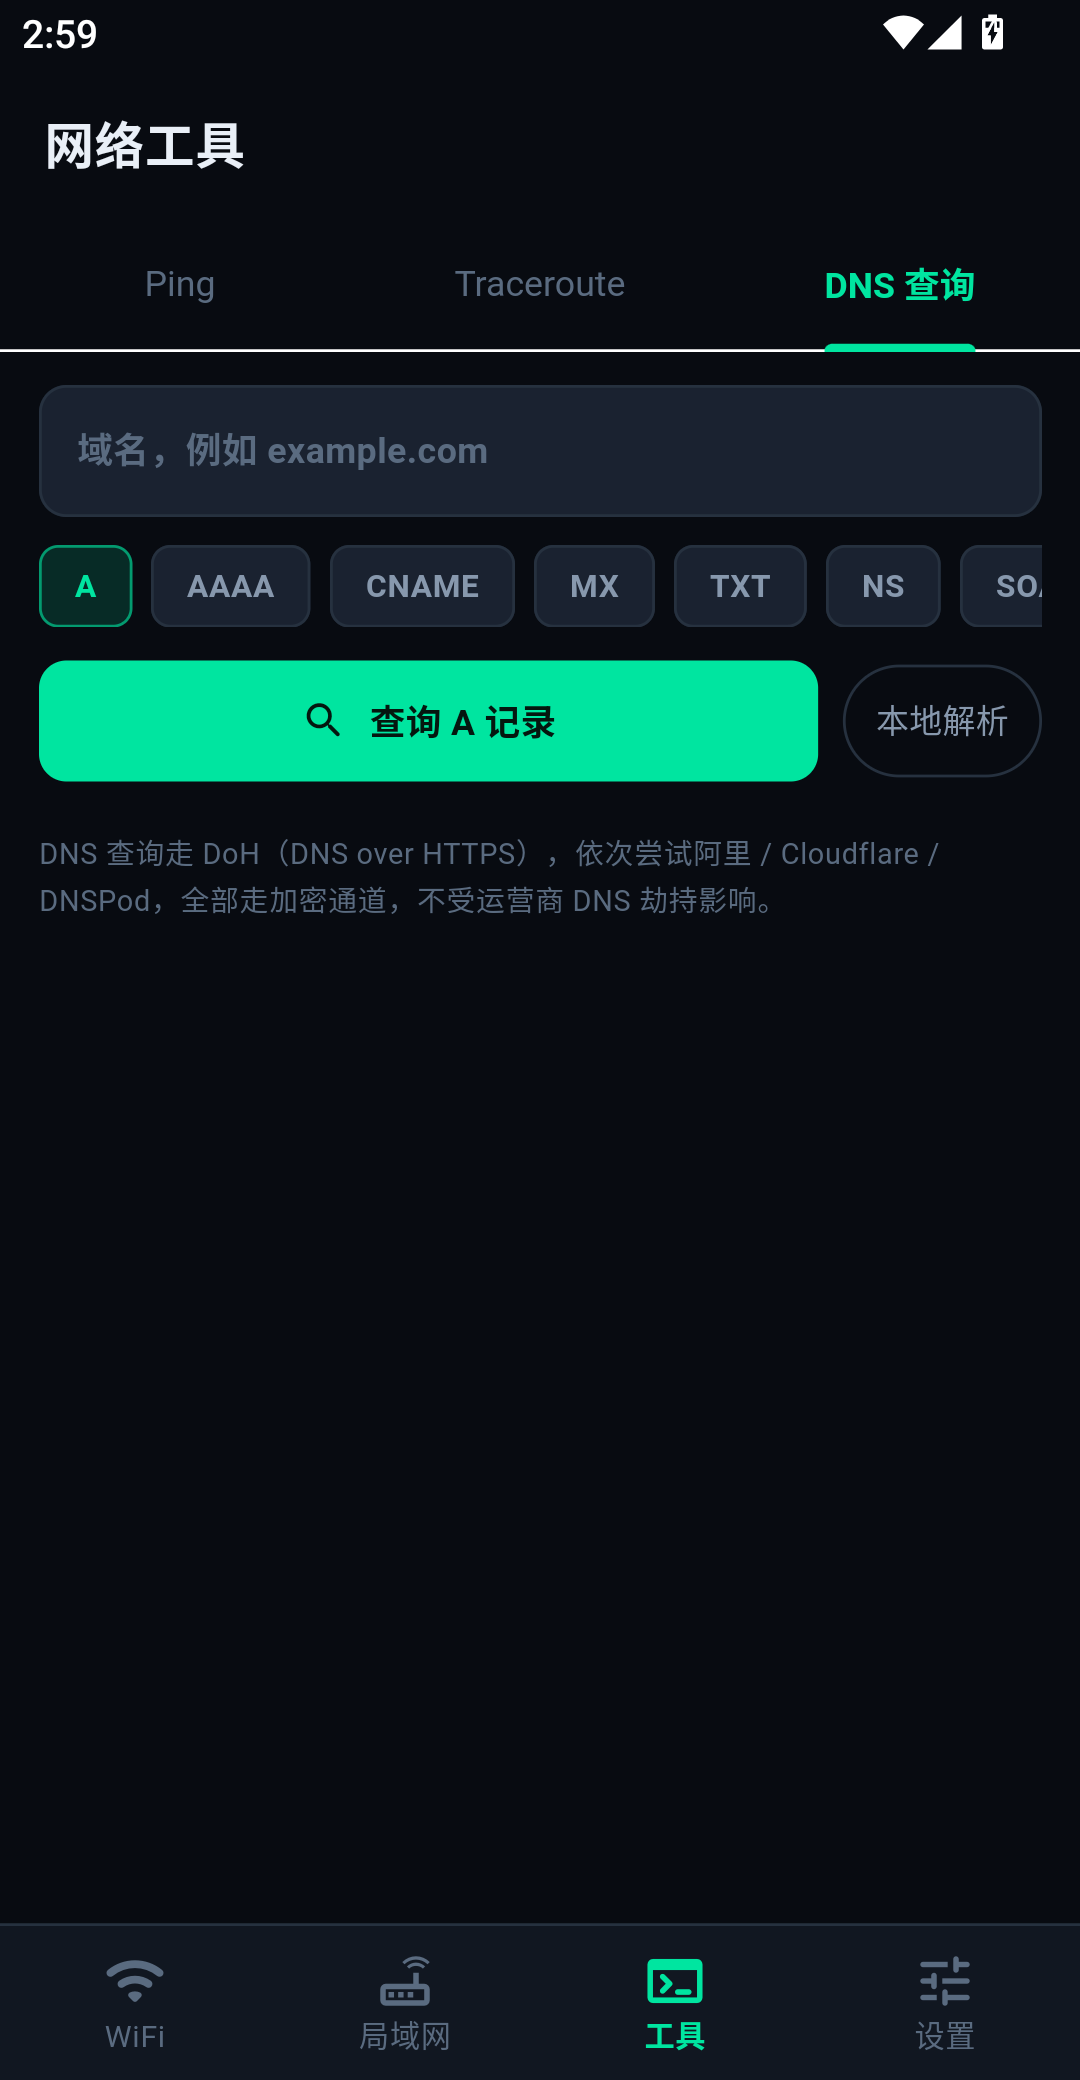 2:59
网络工具
Ping
Traceroute
DNS 查询
域名，例如 example.com
A
AAAA
CNAME
MX
TXT
NS
SO
查询 A 记录
本地解析
DNS 查询走 DoH（DNS over HTTPS），依次尝试阿里 / Cloudflare /
DNSPod，全部走加密通道，不受运营商 DNS 劫持影响。
WiFi
局域网
工具
设置